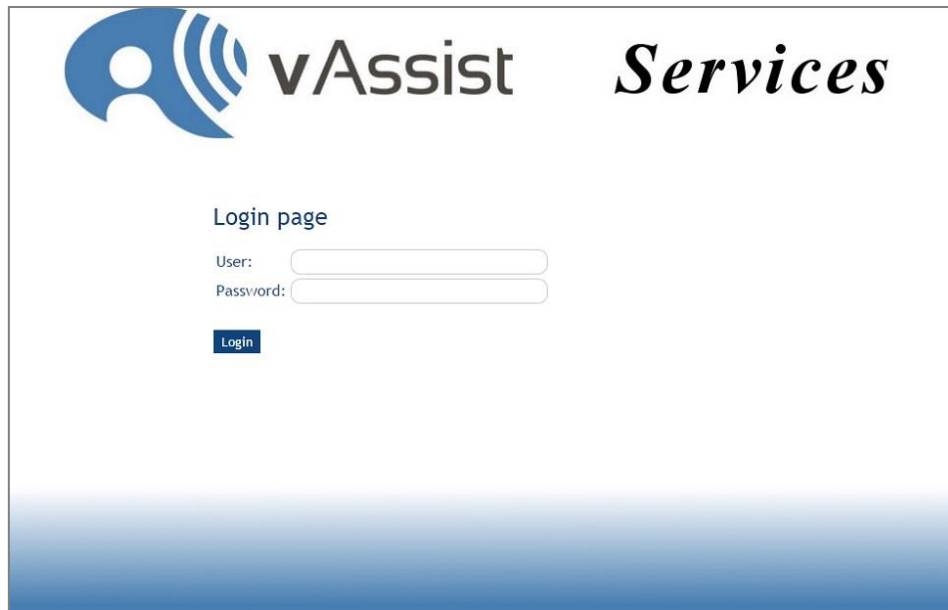 vAssist Services
Login page
User:
Password:
Login